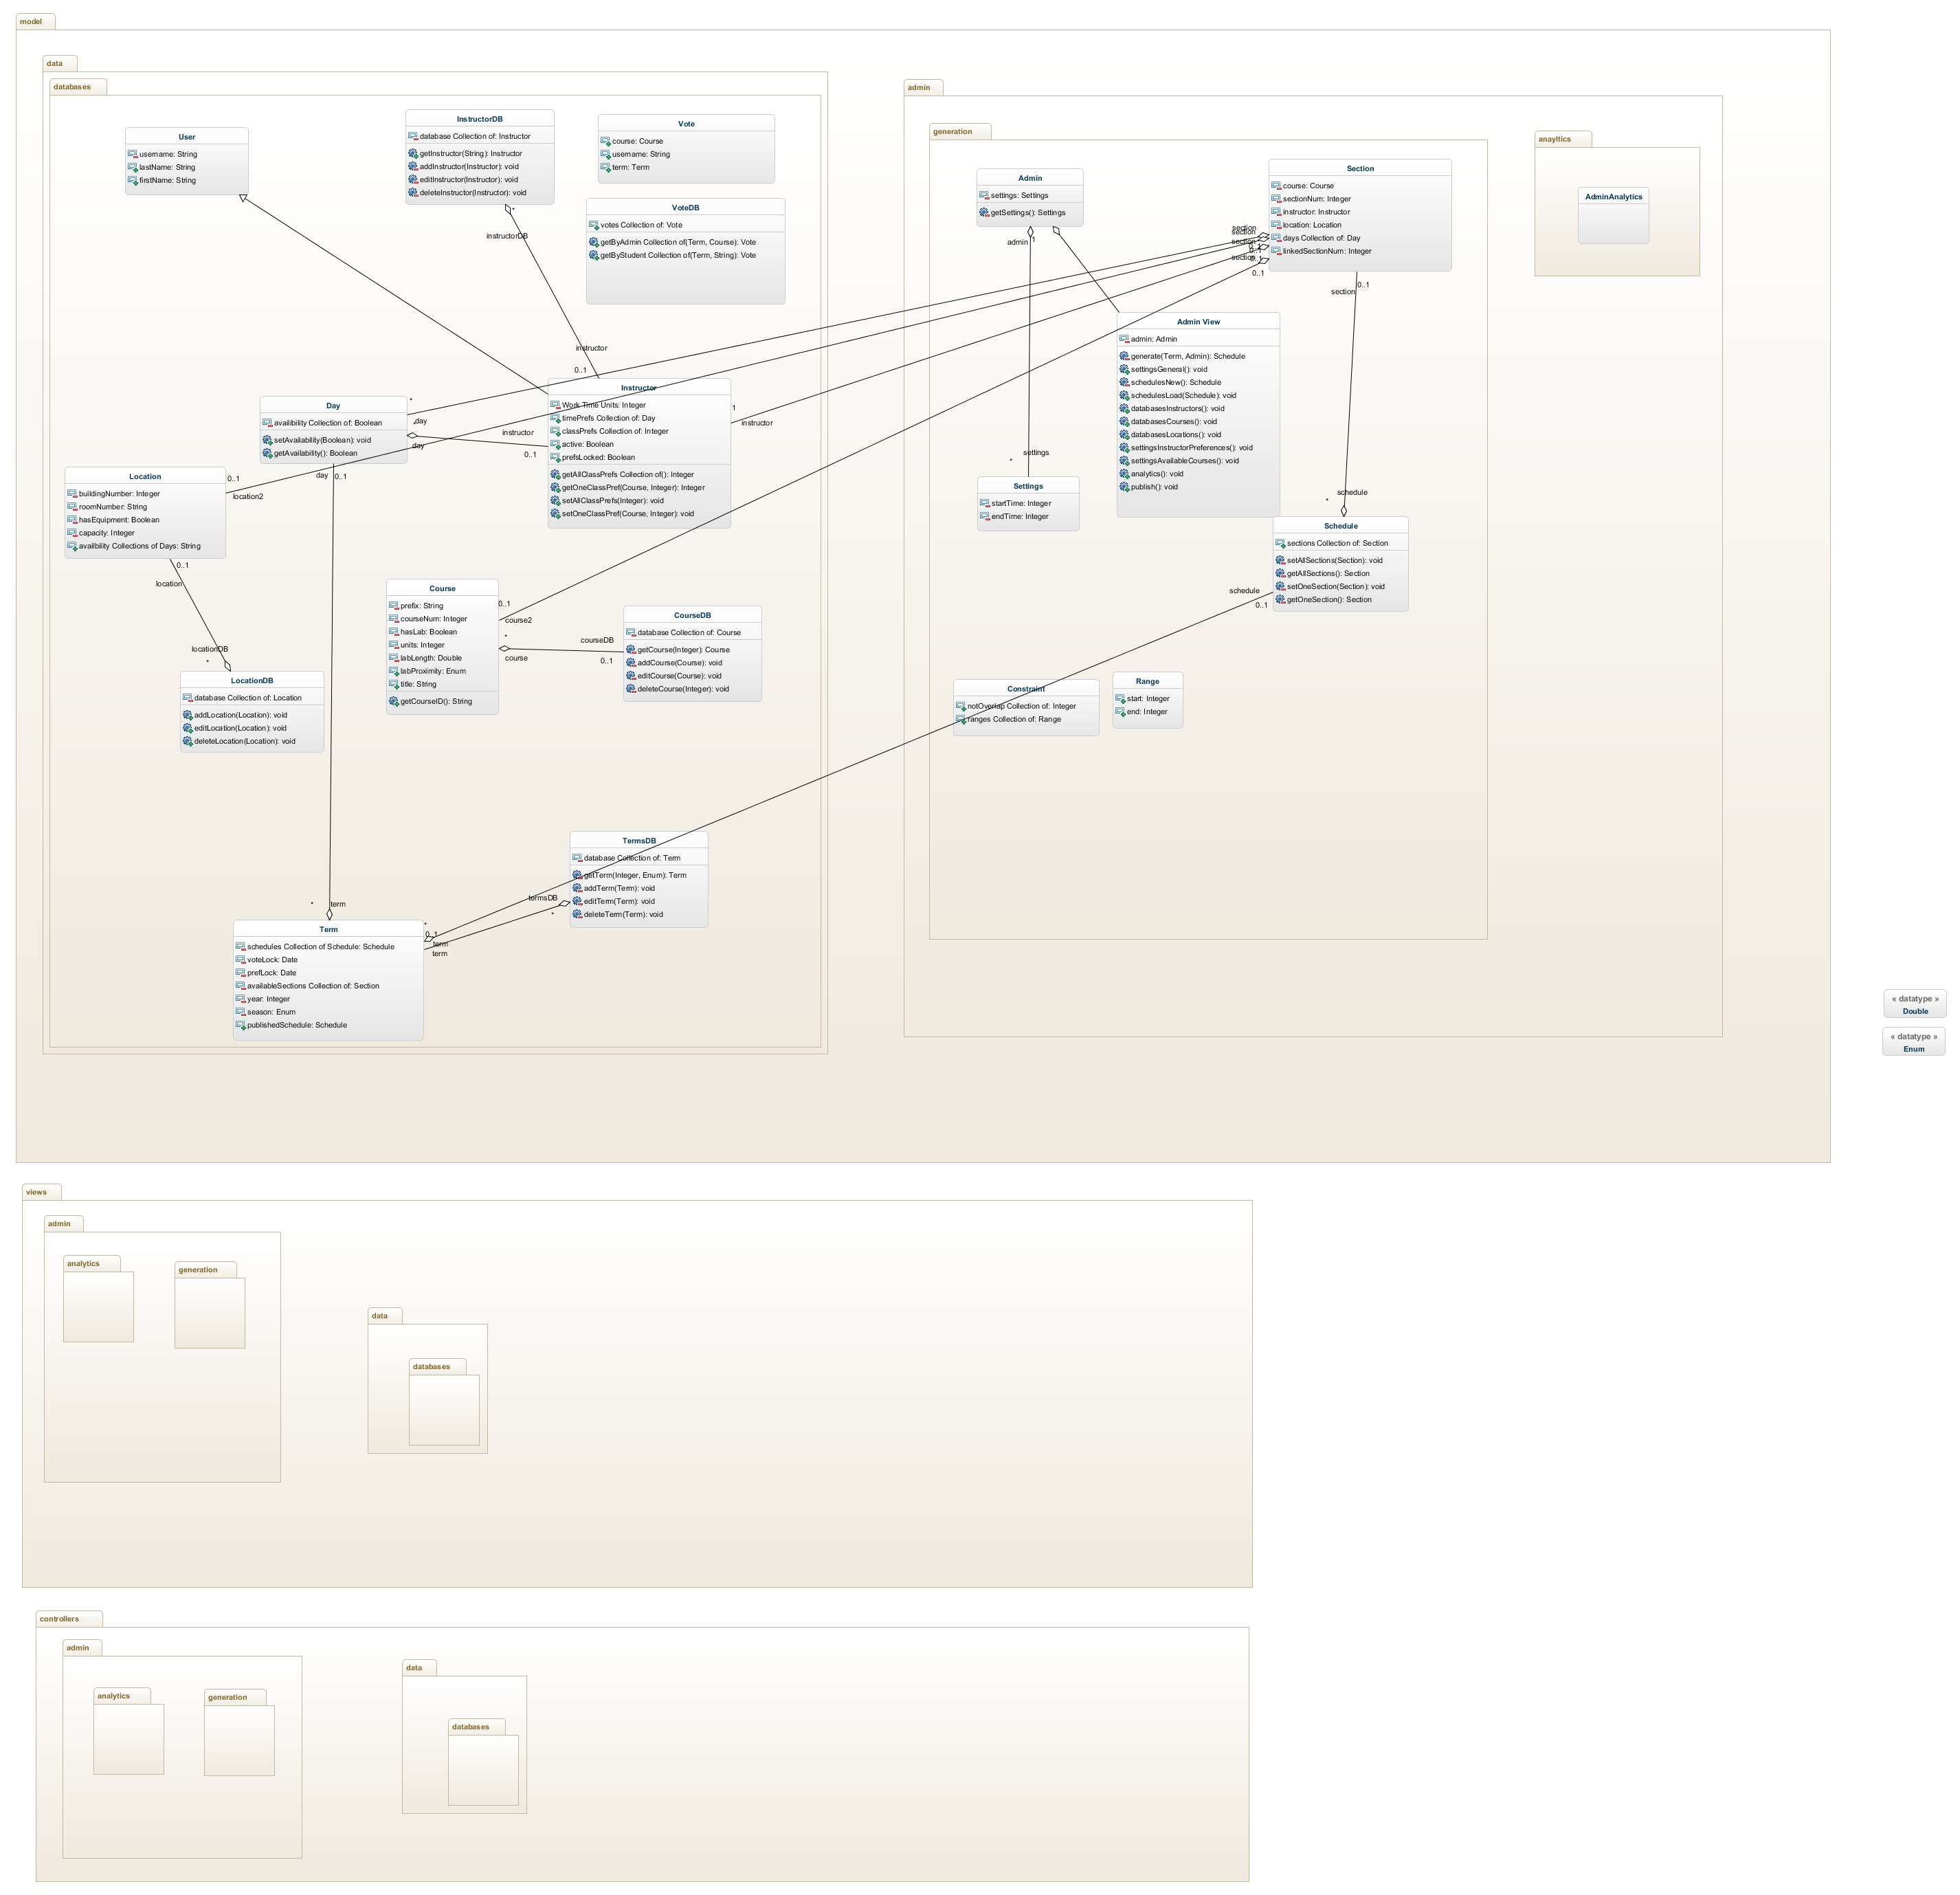 model
data
databases
User
username: String
lastName: String
firstName: String
InstructorDB
database Collection of: Instructor
getInstructor(String): Instructor
addInstructor(Instructor): void
editInstructor(Instructor): void
deleteInstructor(Instructor): void
*
instructorDB
Vote
course: Course
username: String
term: Term
VoteDB
votes Collection of: Vote
getByAdmin Collection of(Term, Course): Vote
getByStudent Collection of(Term, String): Vote
instructor
0..1
Instructor
Work Time Units: Integer
timePrefs Collection of: Day
classPrefs Collection of: Integer
active: Boolean
prefsLocked: Boolean
getAllClassPrefs Collection of(): Integer
getOneClassPref(Course, Integer): Integer
setAllClassPrefs(Integer): void
setOneClassPref(Course, Integer): void
1
instructor
Day
availibility Collection of: Boolean
setAvailability(Boolean): void
getAvailability(): Boolean
*
day
day
instructor
0..1
day
0..1
Location
buildingNumber: Integer
roomNumber: String
hasEquipment: Boolean
capacity: Integer
availbility Collections of Days: String
0..1
location2
0..1
location
locationDB
*
LocationDB
database Collection of: Location
addLocation(Location): void
editLocation(Location): void
deleteLocation(Location): void
Course
prefix: String
courseNum: Integer
hasLab: Boolean
units: Integer
labLength: Double
labProximity: Enum
title: String
getCourseID(): String
0..1
course2
*
course
courseDB
0..1
CourseDB
database Collection of: Course
getCourse(Integer): Course
addCourse(Course): void
editCourse(Course): void
deleteCourse(Integer): void
TermsDB
database Collection of: Term
getTerm(Integer, Enum): Term
addTerm(Term): void
editTerm(Term): void
deleteTerm(Term): void
termsDB
*
*
term
*
0..1
term
term
Term
schedules Collection of Schedule: Schedule
voteLock: Date
prefLock: Date
availableSections Collection of: Section
year: Integer
season: Enum
publishedSchedule: Schedule
admin
generation
Admin
settings: Settings
getSettings(): Settings
admin
1
settings
*
Settings
startTime: Integer
endTime: Integer
Section
course: Course
sectionNum: Integer
instructor: Instructor
location: Location
days Collection of: Day
linkedSectionNum: Integer
section
section
section
section
0..1
0..1
0..1
section
0..1
Admin View
admin: Admin
generate(Term, Admin): Schedule
settingsGeneral(): void
schedulesNew(): Schedule
schedulesLoad(Schedule): void
databasesInstructors(): void
databasesCourses(): void
databasesLocations(): void
settingsInstructorPreferences(): void
settingsAvailableCourses(): void
analytics(): void
publish(): void
schedule
*
Schedule
sections Collection of: Section
setAllSections(Section): void
getAllSections(): Section
setOneSection(Section): void
getOneSection(): Section
schedule
0..1
Constraint
notOverlap Collection of: Integer
ranges Collection of: Range
Range
start: Integer
end: Integer
anayltics
AdminAnalytics
« datatype »
Double
« datatype »
Enum
views
admin
analytics
generation
data
databases
controllers
admin
analytics
generation
data
databases